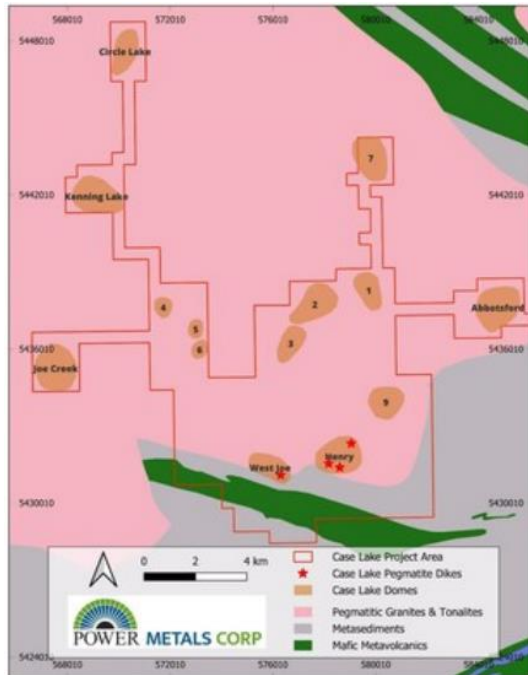 568010 572010 576010 580010 584010
5448010 5448010
Circle Lake
7
5442010 5442010
Kenning Lake
1
2
4
Abbotsford
5
3
6
5436010 5436010
Joe Creek
9
Henry
West Joe
5430010 5430010
0 2 4 km
Case Lake Project Area
Case Lake Pegmatite Dikes
Case Lake Domes
Pegmatitic Granites & Tonalites
Metasediments
Mafic Metavolcanics
POWER METALS CORP
5424010
568010 572010 576010 580010